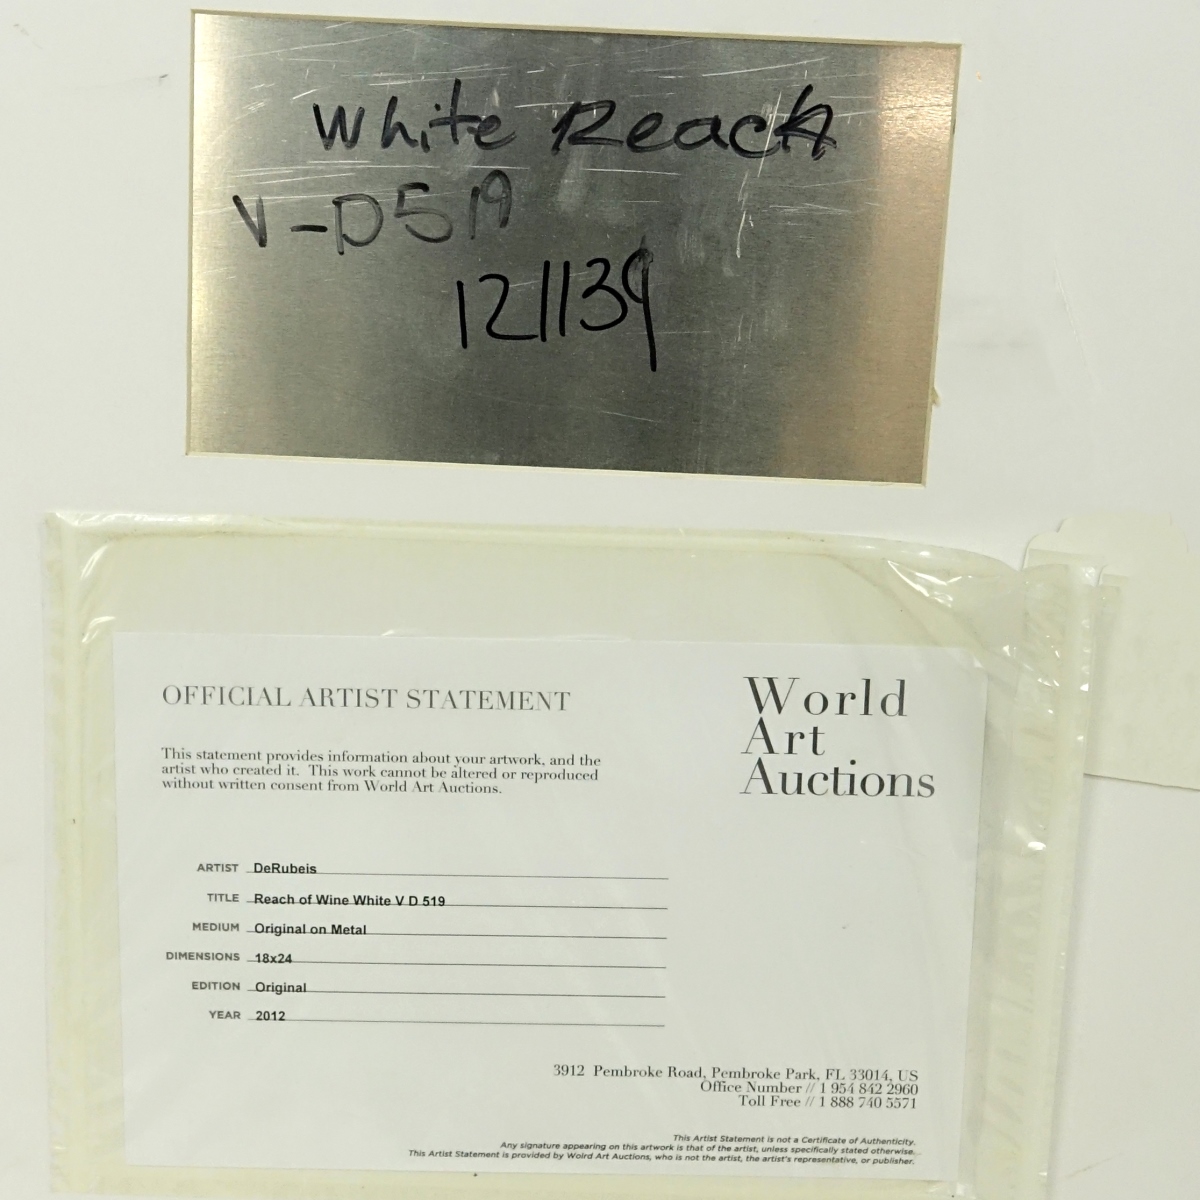 White Reach
V-D519
121139
OFFICIAL ARTIST STATEMENT
World
Art
Auctions
This statement provides information about your artwork, and the
artist who created it. This work cannot be altered or reproduced
without written consent from World Art Auctions.
ARTIST DeRubeis
TITLE Reach of Wine White V D 519
MEDIUM Original on Metal
DIMENSIONS 18x24
EDITION Original
YEAR 2012
3912 Pembroke Road, Pembroke Park, FL 33014, US
Office Number // 1 954 842 2960
Toll Free // 1 888 740 5571
This Artist Statement is not a Certificate of Authenticity.
Any signature appearing on this artwork is that of the artist, unless specifically stated otherwise.
This Artist Statement is provided by Wolrd Art Auctions, who is not the artist, the artist's representative, or publisher.